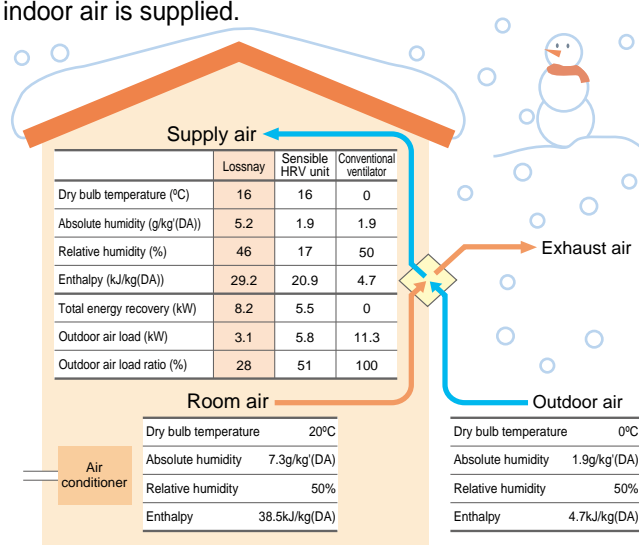 indoor air is supplied.
Supply air
Lossnay Sensible HRV unit Conventional ventilator
Dry bulb temperature (ºC) 16 16 0
Absolute humidity (g/kg'(DA)) 5.2 1.9 1.9
Relative humidity (%) 46 17 50
Enthalpy (kJ/kg(DA)) 29.2 20.9 4.7
Total energy recovery (kW) 8.2 5.5 0
Outdoor air load (kW) 3.1 5.8 11.3
Outdoor air load ratio (%) 28 51 100
Exhaust air
Room air
Dry bulb temperature 20ºC
Absolute humidity 7.3g/kg'(DA)
Relative humidity 50%
Enthalpy 38.5kJ/kg(DA)
Air
conditioner
Outdoor air
Dry bulb temperature 0ºC
Absolute humidity 1.9g/kg'(DA)
Relative humidity 50%
Enthalpy 4.7kJ/kg(DA)